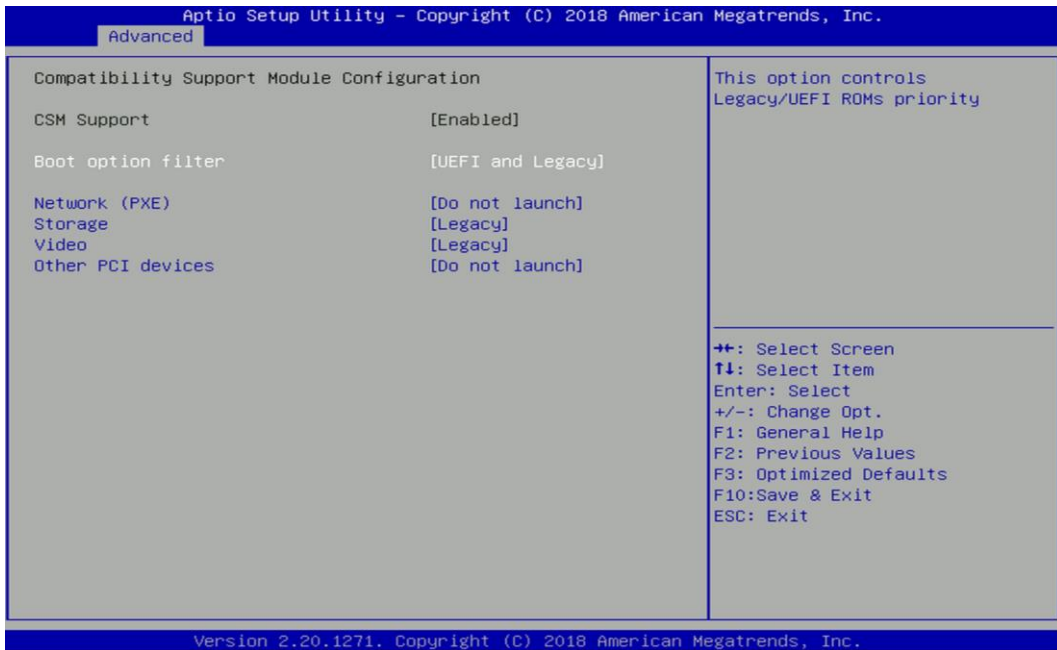 Aptio Setup Utility – Copyright (C) 2018 American Megatrends, Inc.
Advanced
Compatibility Support Module Configuration
CSM Support [Enabled]
Boot option filter [UEFI and Legacy]
Network (PXE) [Do not launch]
Storage [Legacy]
Video [Legacy]
Other PCI devices [Do not launch]
This option controls
Legacy/UEFI ROMs priority
→←: Select Screen
↑↓: Select Item
Enter: Select
+/-: Change Opt.
F1: General Help
F2: Previous Values
F3: Optimized Defaults
F10:Save & Exit
ESC: Exit
Version 2.20.1271. Copyright (C) 2018 American Megatrends, Inc.